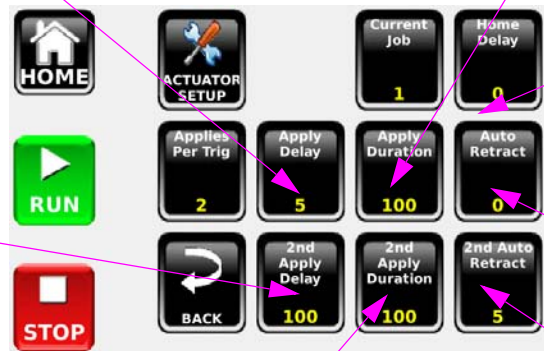 HOME
ACTUATOR
SETUP
Current
Job
1
Home
Delay
0
RUN
Applies
Per Trig
2
Apply
Delay
5
Apply
Duration
100
Auto
Retract
0
STOP
BACK
2nd
Apply
Delay
100
2nd
Apply
Duration
100
2nd Auto
Retract
5